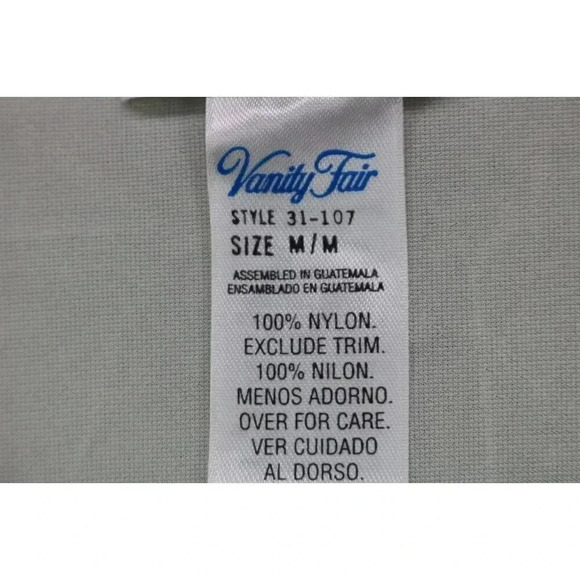 Vanity Fair
STYLE 31-107
SIZE M/M
ASSEMBLED IN GUATEMALA
ENSAMBLADO EN GUATEMALA
100% NYLON.
EXCLUDE TRIM.
100% NILON.
MENOS ADORNO.
OVER FOR CARE.
VER CUIDADO
AL DORSO.